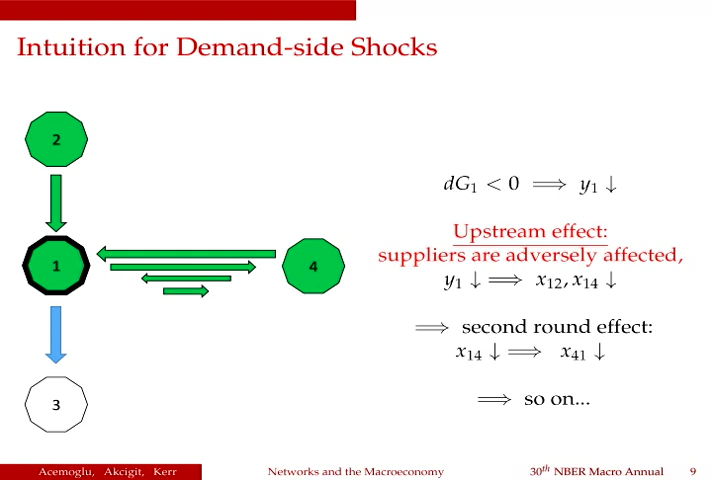 Intuition for Demand-side Shocks
2
1
4
3
dG₁ < 0 ⟹ y₁ ↓
Upstream effect:
suppliers are adversely affected,
y₁ ↓ ⟹ x₁₂, x₁₄ ↓
⟹ second round effect:
x₁₄ ↓ ⟹ x₄₁ ↓
⟹ so on...
Acemoglu, Akcigit, Kerr
Networks and the Macroeconomy
30th NBER Macro Annual
9